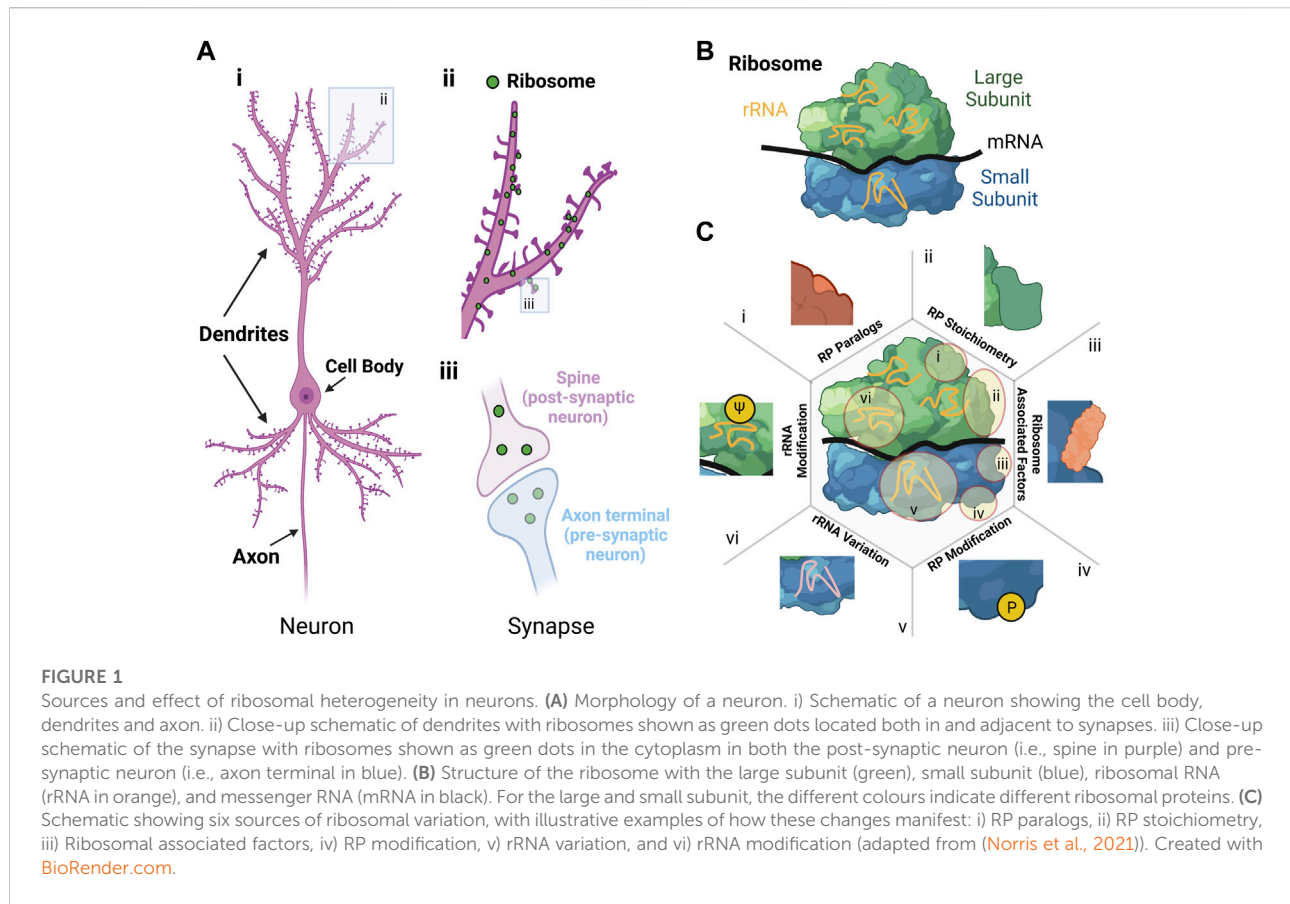 A
i
ii
Dendrites
Cell Body
Axon
Neuron
ii
Ribosome
iii
iii
Spine
(post-synaptic
neuron)
Axon terminal
(pre-synaptic
neuron)
Synapse
B
Ribosome
rRNA
Large
Subunit
mRNA
Small
Subunit
C
i
ii
iii
iv
v
vi
RP Paralogs
RP Stoichiometry
Ribosome
Associated Factors
RP Modification
rRNA Variation
rRNA
Modification
i
ii
iii
iv
v
vi
Ψ
P
FIGURE 1
Sources and effect of ribosomal heterogeneity in neurons. (A) Morphology of a neuron. i) Schematic of a neuron showing the cell body,
dendrites and axon. ii) Close-up schematic of dendrites with ribosomes shown as green dots located both in and adjacent to synapses. iii) Close-up
schematic of the synapse with ribosomes shown as green dots in the cytoplasm in both the post-synaptic neuron (i.e., spine in purple) and pre-
synaptic neuron (i.e., axon terminal in blue). (B) Structure of the ribosome with the large subunit (green), small subunit (blue), ribosomal RNA
(rRNA in orange), and messenger RNA (mRNA in black). For the large and small subunit, the different colours indicate different ribosomal proteins. (C)
Schematic showing six sources of ribosomal variation, with illustrative examples of how these changes manifest: i) RP paralogs, ii) RP stoichiometry,
iii) Ribosomal associated factors, iv) RP modification, v) rRNA variation, and vi) rRNA modification (adapted from (Norris et al., 2021)). Created with
BioRender.com.